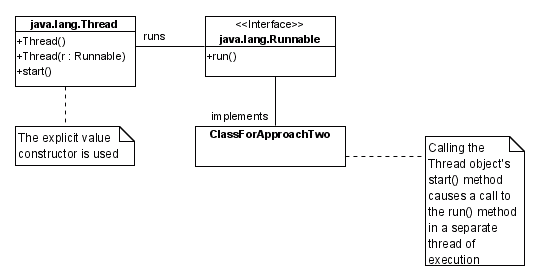 java.lang.Thread
+Thread()
+Thread(r : Runnable)
+start()
runs
<<Interface>>
java.lang.Runnable
+run()
implements
ClassForApproachTwo
The explicit value
constructor is used
Calling the
Thread object's
start() method
causes a call to
the run() method
in a separate
thread of
execution